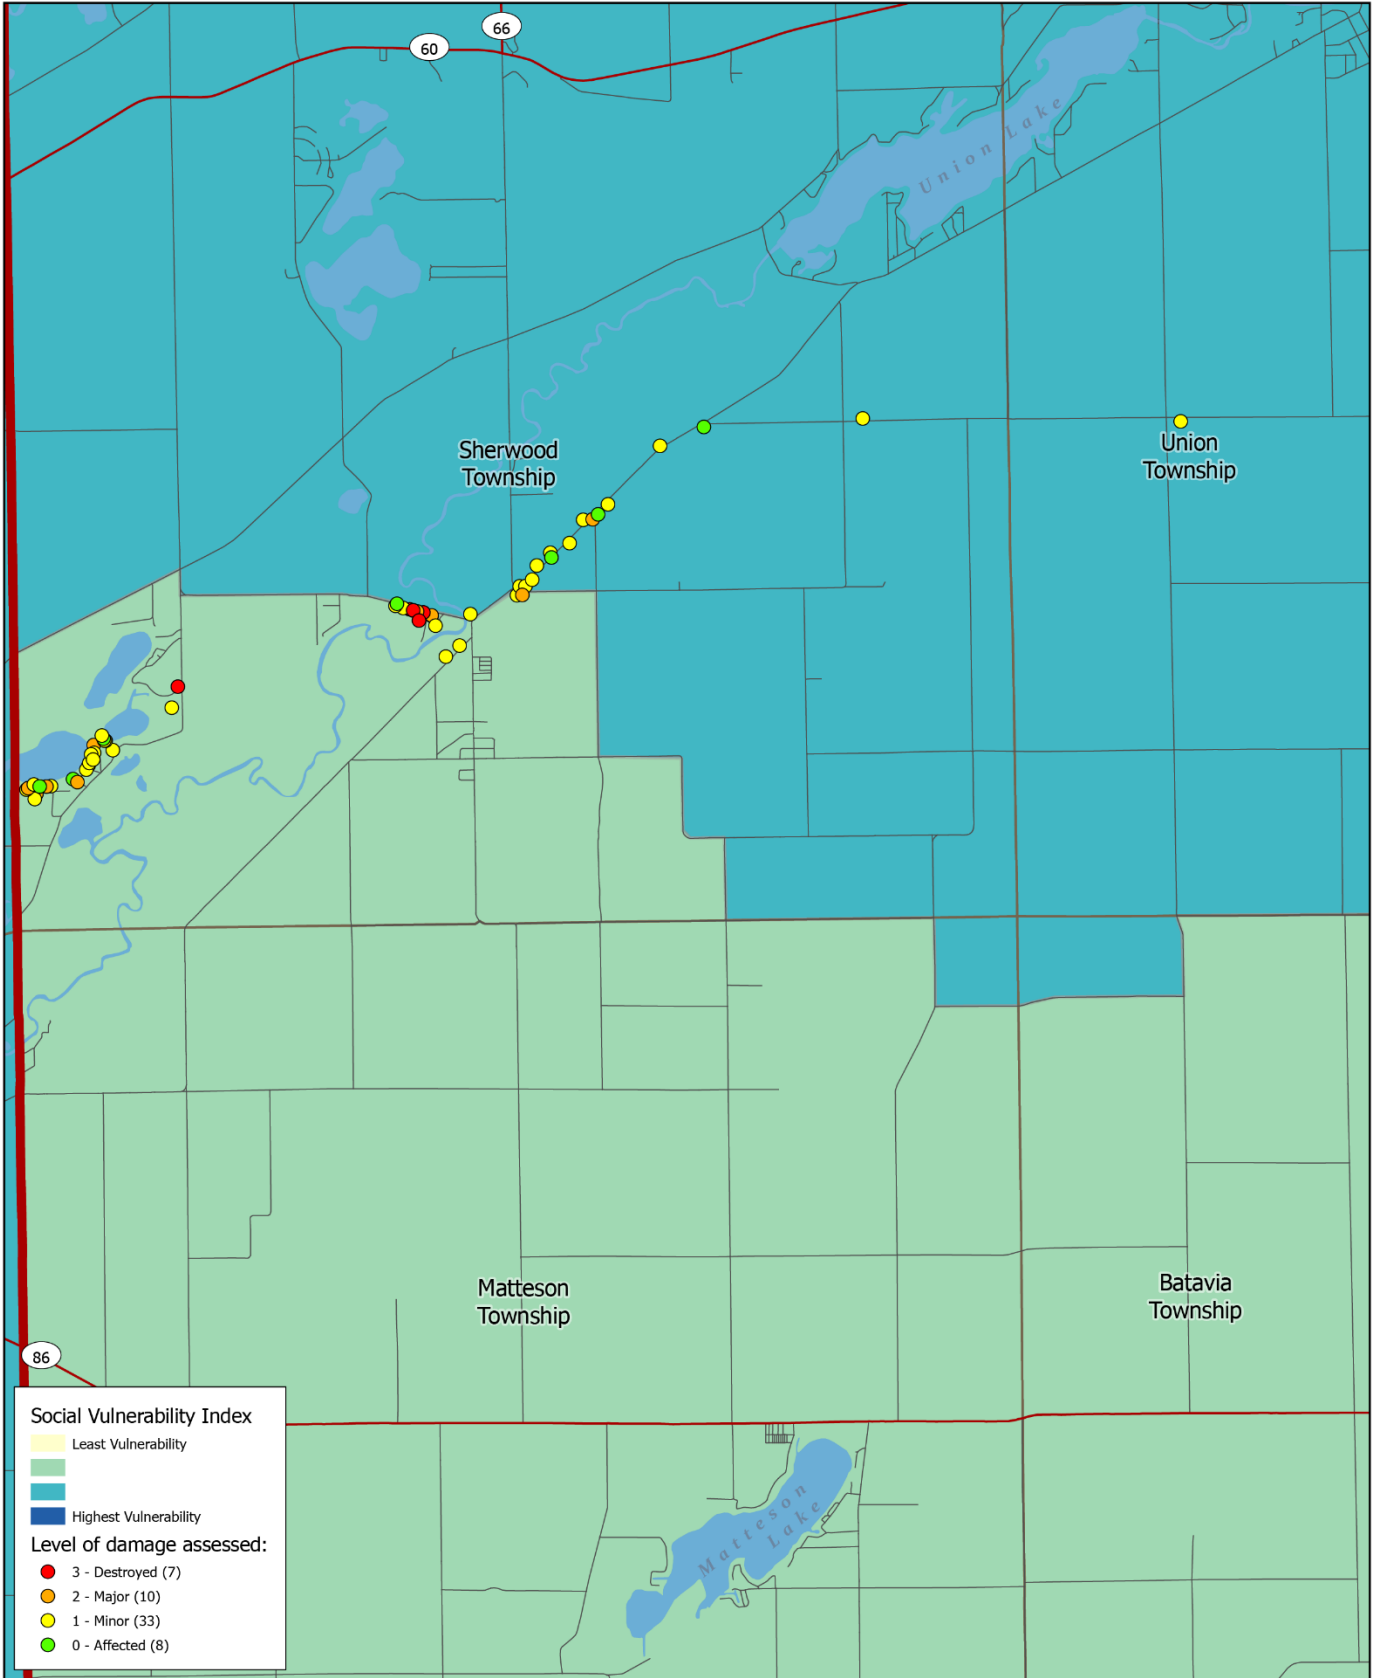 66
60
Union Lake
Sherwood
Township
Union
Township
Matteson
Township
Batavia
Township
86
Social Vulnerability Index
Least Vulnerability
Highest Vulnerability
Level of damage assessed:
3 - Destroyed (7)
2 - Major (10)
1 - Minor (33)
0 - Affected (8)
Matteson
Lake